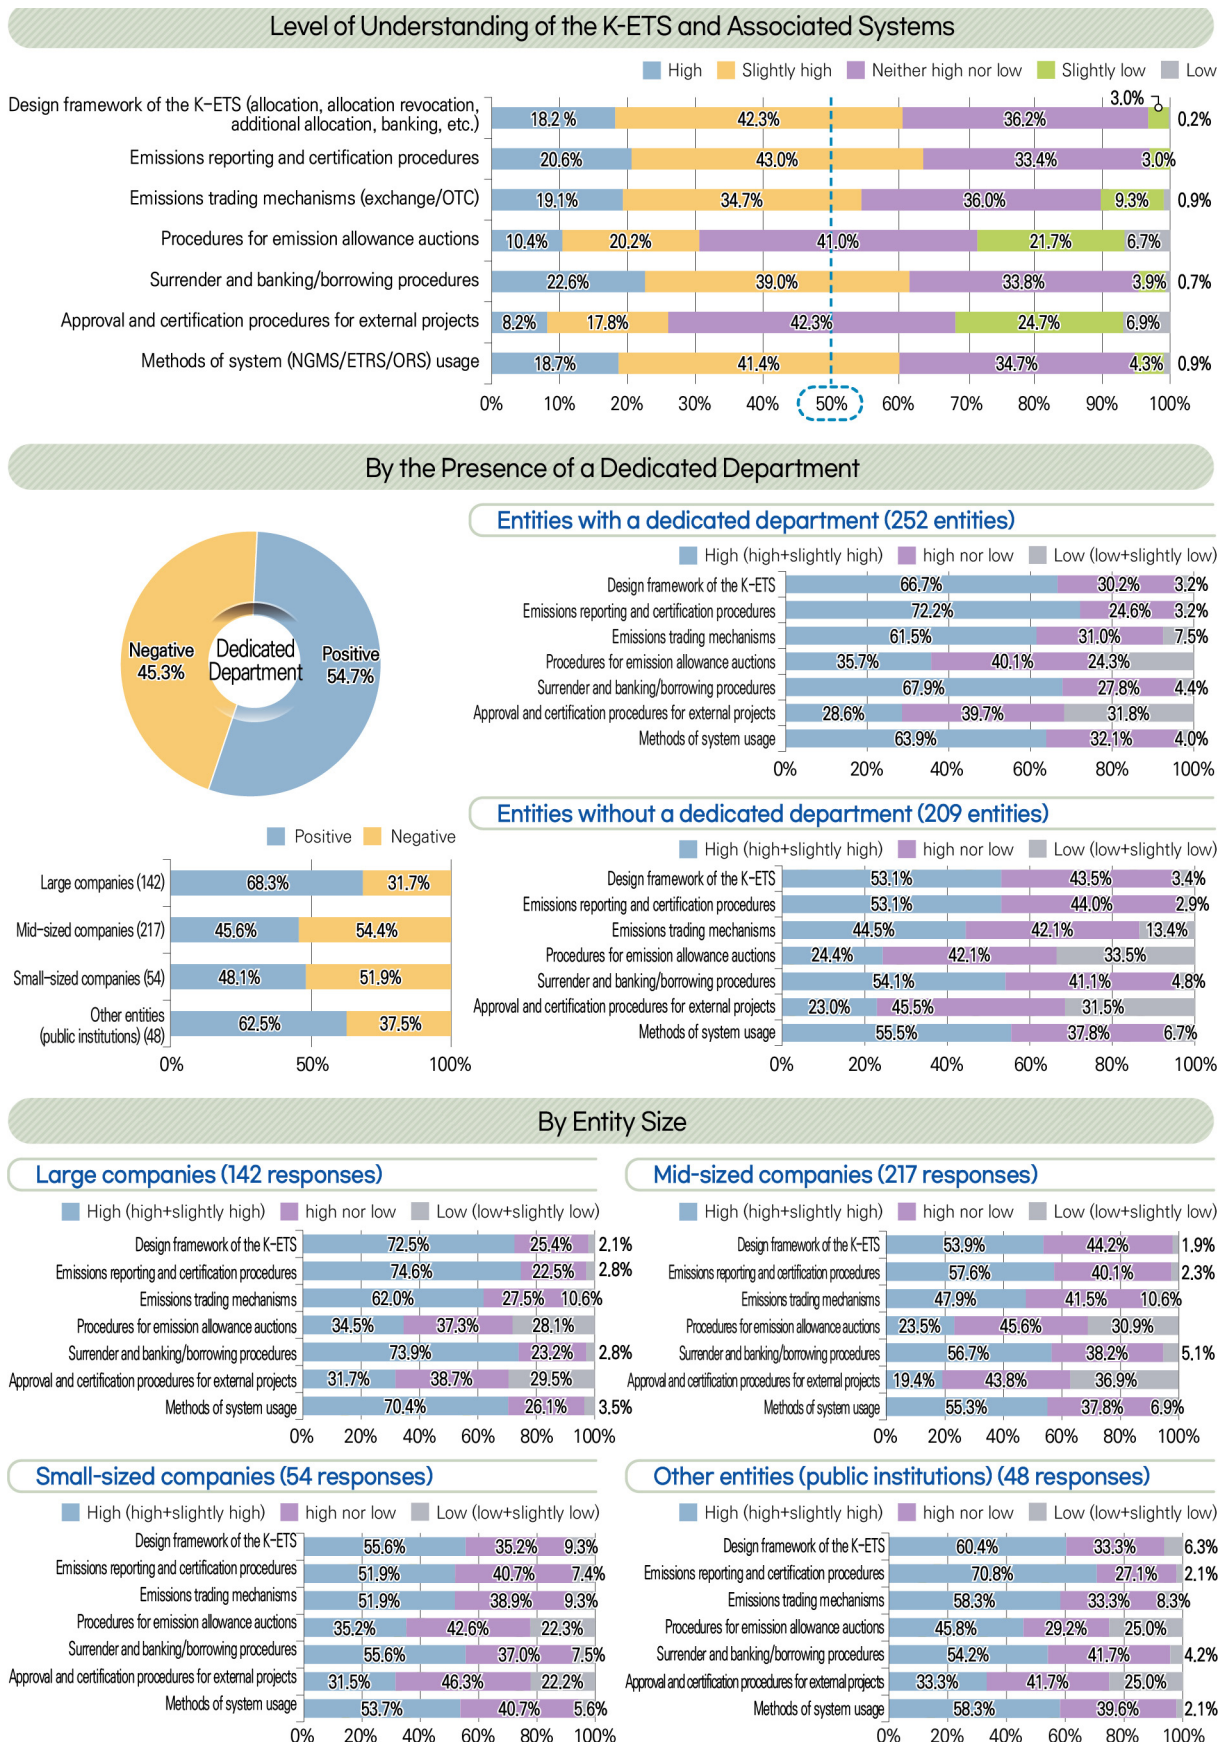 Level of Understanding of the K-ETS and Associated Systems
High Slightly high Neither high nor low Slightly low Low
Design framework of the K-ETS (allocation, allocation revocation,
additional allocation, banking, etc.)
18.2 % 42.3% 36.2% 3.0% 0.2%
Emissions reporting and certification procedures 20.6% 43.0% 33.4% 3.0%
Emissions trading mechanisms (exchange/OTC) 19.1% 34.7% 36.0% 9.3% 0.9%
Procedures for emission allowance auctions 10.4% 20.2% 41.0% 21.7% 6.7%
Surrender and banking/borrowing procedures 22.6% 39.0% 33.8% 3.9% 0.7%
Approval and certification procedures for external projects 8.2% 17.8% 42.3% 24.7% 6.9%
Methods of system (NGMS/ETRS/ORS) usage 18.7% 41.4% 34.7% 4.3% 0.9%
0% 10% 20% 30% 40% 50% 60% 70% 80% 90% 100%
By the Presence of a Dedicated Department
Negative
45.3%
Dedicated
Department
Positive
54.7%
Positive Negative
Large companies (142) 68.3% 31.7%
Mid-sized companies (217) 45.6% 54.4%
Small-sized companies (54) 48.1% 51.9%
Other entities
(public institutions) (48) 62.5% 37.5%
0% 50% 100%
Entities with a dedicated department (252 entities)
High (high+slightly high) high nor low Low (low+slightly low)
Design framework of the K-ETS 66.7% 30.2% 3.2%
Emissions reporting and certification procedures 72.2% 24.6% 3.2%
Emissions trading mechanisms 61.5% 31.0% 7.5%
Procedures for emission allowance auctions 35.7% 40.1% 24.3%
Surrender and banking/borrowing procedures 67.9% 27.8% 4.4%
Approval and certification procedures for external projects 28.6% 39.7% 31.8%
Methods of system usage 63.9% 32.1% 4.0%
0% 20% 40% 60% 80% 100%
Entities without a dedicated department (209 entities)
High (high+slightly high) high nor low Low (low+slightly low)
Design framework of the K-ETS 53.1% 43.5% 3.4%
Emissions reporting and certification procedures 53.1% 44.0% 2.9%
Emissions trading mechanisms 44.5% 42.1% 13.4%
Procedures for emission allowance auctions 24.4% 42.1% 33.5%
Surrender and banking/borrowing procedures 54.1% 41.1% 4.8%
Approval and certification procedures for external projects 23.0% 45.5% 31.5%
Methods of system usage 55.5% 37.8% 6.7%
0% 20% 40% 60% 80% 100%
By Entity Size
Large companies (142 responses)
High (high+slightly high) high nor low Low (low+slightly low)
Design framework of the K-ETS 72.5% 25.4% 2.1%
Emissions reporting and certification procedures 74.6% 22.5% 2.8%
Emissions trading mechanisms 62.0% 27.5% 10.6%
Procedures for emission allowance auctions 34.5% 37.3% 28.1%
Surrender and banking/borrowing procedures 73.9% 23.2% 2.8%
Approval and certification procedures for external projects 31.7% 38.7% 29.5%
Methods of system usage 70.4% 26.1% 3.5%
0% 20% 40% 60% 80% 100%
Mid-sized companies (217 responses)
High (high+slightly high) high nor low Low (low+slightly low)
Design framework of the K-ETS 53.9% 44.2% 1.9%
Emissions reporting and certification procedures 57.6% 40.1% 2.3%
Emissions trading mechanisms 47.9% 41.5% 10.6%
Procedures for emission allowance auctions 23.5% 45.6% 30.9%
Surrender and banking/borrowing procedures 56.7% 38.2% 5.1%
Approval and certification procedures for external projects 19.4% 43.8% 36.9%
Methods of system usage 55.3% 37.8% 6.9%
0% 20% 40% 60% 80% 100%
Small-sized companies (54 responses)
High (high+slightly high) high nor low Low (low+slightly low)
Design framework of the K-ETS 55.6% 35.2% 9.3%
Emissions reporting and certification procedures 51.9% 40.7% 7.4%
Emissions trading mechanisms 51.9% 38.9% 9.3%
Procedures for emission allowance auctions 35.2% 42.6% 22.3%
Surrender and banking/borrowing procedures 55.6% 37.0% 7.5%
Approval and certification procedures for external projects 31.5% 46.3% 22.2%
Methods of system usage 53.7% 40.7% 5.6%
0% 20% 40% 60% 80% 100%
Other entities (public institutions) (48 responses)
High (high+slightly high) high nor low Low (low+slightly low)
Design framework of the K-ETS 60.4% 33.3% 6.3%
Emissions reporting and certification procedures 70.8% 27.1% 2.1%
Emissions trading mechanisms 58.3% 33.3% 8.3%
Procedures for emission allowance auctions 45.8% 29.2% 25.0%
Surrender and banking/borrowing procedures 54.2% 41.7% 4.2%
Approval and certification procedures for external projects 33.3% 41.7% 25.0%
Methods of system usage 58.3% 39.6% 2.1%
0% 20% 40% 60% 80% 100%